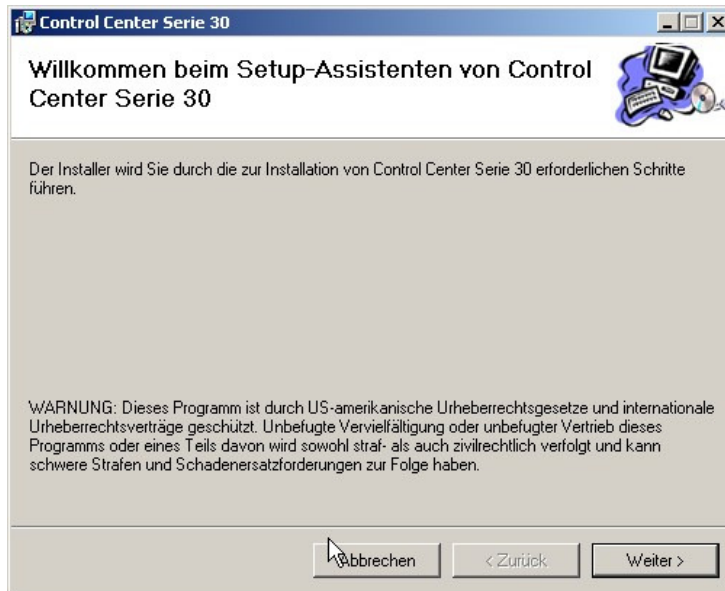 Control Center Serie 30
Willkommen beim Setup-Assistenten von Control
Center Serie 30
Der Installer wird Sie durch die zur Installation von Control Center Serie 30 erforderlichen Schritte
führen.
WARNUNG: Dieses Programm ist durch US-amerikanische Urheberrechtsgesetze und internationale
Urheberrechtsverträge geschützt. Unbefugte Vervielfältigung oder unbefugter Vertrieb dieses
Programms oder eines Teils davon wird sowohl straf- als auch zivilrechtlich verfolgt und kann
schwere Strafen und Schadenersatzforderungen zur Folge haben.
Abbrechen < Zurück Weiter >